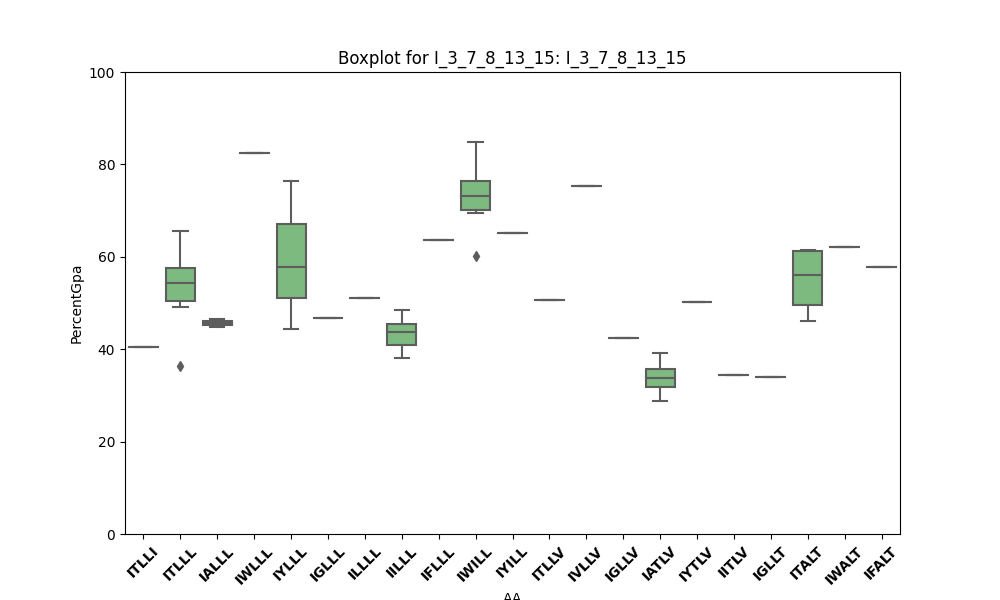 Boxplot for I_3_7_8_13_15: I_3_7_8_13_15
100
80
60
40
20
0
PercentGpa
ITLLI
ITLLL
IALLL
IWLLL
IYLLL
IGLLL
ILLLL
IILLL
IFLLL
IWILL
IYILL
ITLLV
IVLLV
IGLLV
IATLV
IYTLV
IITLV
IGLLT
ITALT
IWALT
IFALT
AA